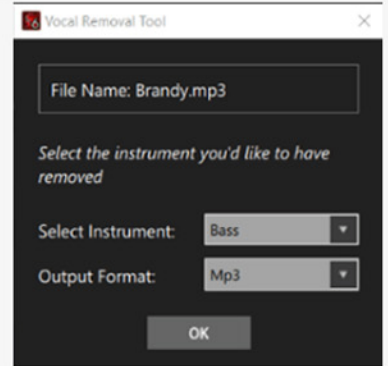 Vocal Removal Tool
File Name: Brandy.mp3
Select the instrument you'd like to have
removed
Select Instrument: Bass
Output Format: Mp3
OK